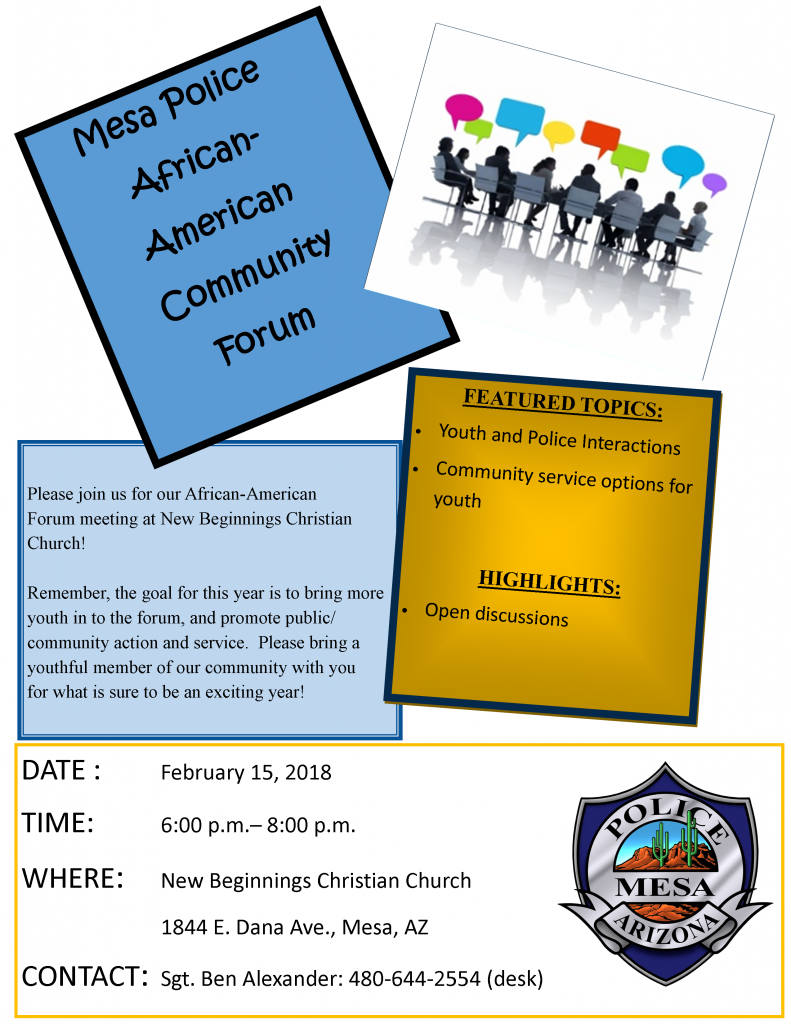 Mesa Police
African-
American
Community
Forum
FEATURED TOPICS:
• Youth and Police Interactions
• Community service options for
youth
HIGHLIGHTS:
• Open discussions
Please join us for our African-American
Forum meeting at New Beginnings Christian
Church!
Remember, the goal for this year is to bring more
youth in to the forum, and promote public/
community action and service.  Please bring a
youthful member of our community with you
for what is sure to be an exciting year!
DATE : February 15, 2018
TIME: 6:00 p.m.– 8:00 p.m.
WHERE: New Beginnings Christian Church
1844 E. Dana Ave., Mesa, AZ
CONTACT: Sgt. Ben Alexander: 480-644-2554 (desk)
POLICE
MESA
ARIZONA